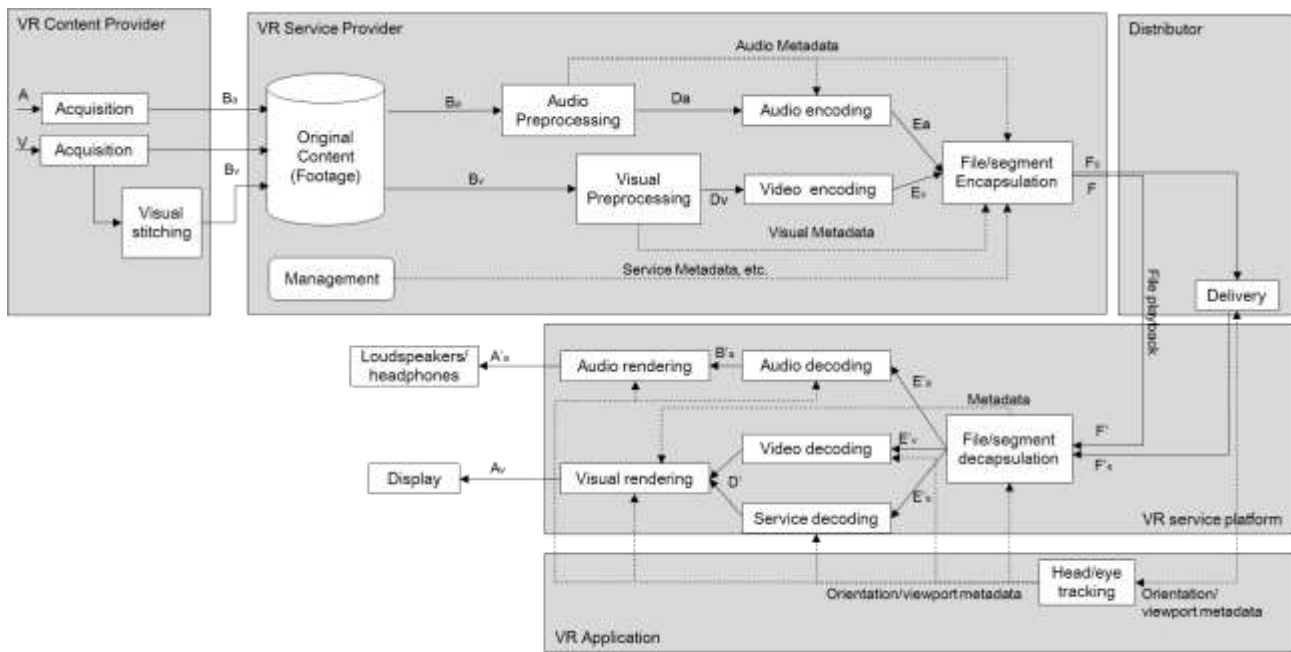 VR Content Provider
VR Service Provider
Distributor
Audio Metadata
A
Acquisition
Ba
Ba
Audio
Preprocessing
Da
Audio encoding
Ea
V
Acquisition
Bv
Original
Content
(Footage)
File/segment
Encapsulation
Fs
F
Bv
Visual
Preprocessing
Dv
Video encoding
Ev
Visual
stitching
Visual Metadata
Management
Service Metadata, etc.
File playback
Delivery
Loudspeakers/
headphones
A'a
Audio rendering
B'a
Audio decoding
E'a
Metadata
File/segment
decapsulation
F'
F's
Video decoding
E'v
Display
Av
Visual rendering
D'
E's
Service decoding
VR service platform
Head/eye
tracking
Orientation/viewport metadata
Orientation/
viewport metadata
VR Application